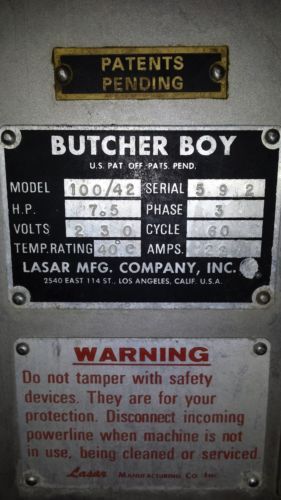 PATENTS
PENDING
BUTCHER BOY
U.S. PAT. OFF. PATS. PEND.
MODEL 100/42 SERIAL 592
H.P. 7.5 PHASE 3
VOLTS 230 CYCLE 60
TEMP.RATING 40°C AMPS.
LASAR MFG. COMPANY, INC.
2540 EAST 114 ST., LOS ANGELES, CALIF. U.S.A.
WARNING
Do not tamper with safety
devices. They are for your
protection. Disconnect incoming
powerline when machine is not
in use, being cleaned or serviced.
Lasar MANUFACTURING CO. INC.